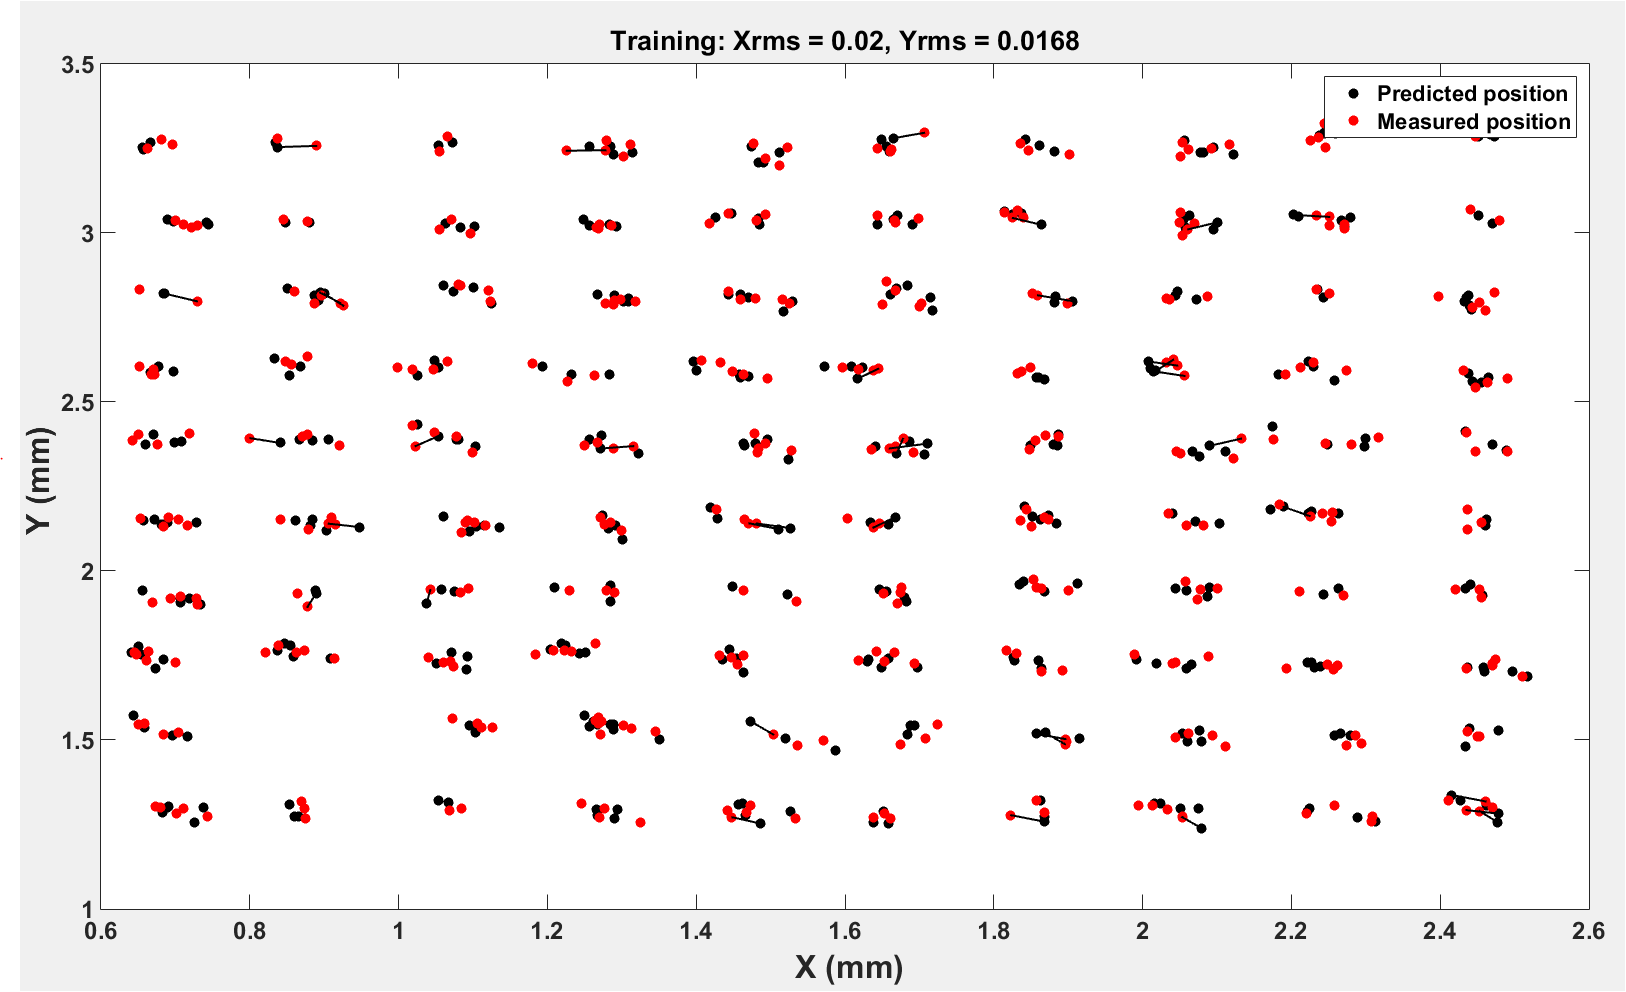 Training: Xrms = 0.02, Yrms = 0.0168
Predicted position
Measured position
3.5
3
2.5
2
1.5
1
Y (mm)
0.6 0.8 1 1.2 1.4 1.6 1.8 2 2.2 2.4 2.6
X (mm)